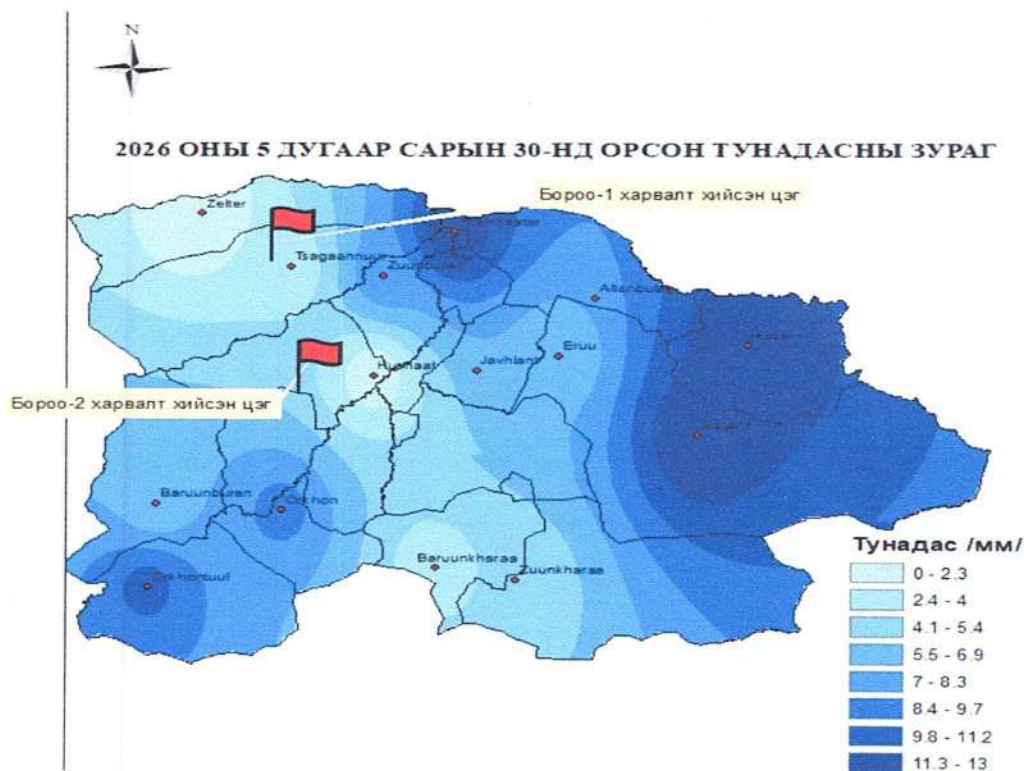 N
2026 ОНЫ 5 ДУГААР САРЫН 30-НД ОРСОН ТУНАДАСНЫ ЗУРАГ
Бороо-1 харвалт хийсэн цэг
Zelter
Tsagaannuur
Altanbulag
Eruu
Javhlant
Бороо-2 харвалт хийсэн цэг
Baruunburen
Orkhon
Baruunkharaa
Zuunkharaa
Orkhontuul
Тунадас /мм/
0 - 2.3
2.4 - 4
4.1 - 5.4
5.5 - 6.9
7 - 8.3
8.4 - 9.7
9.8 - 11.2
11.3 - 13